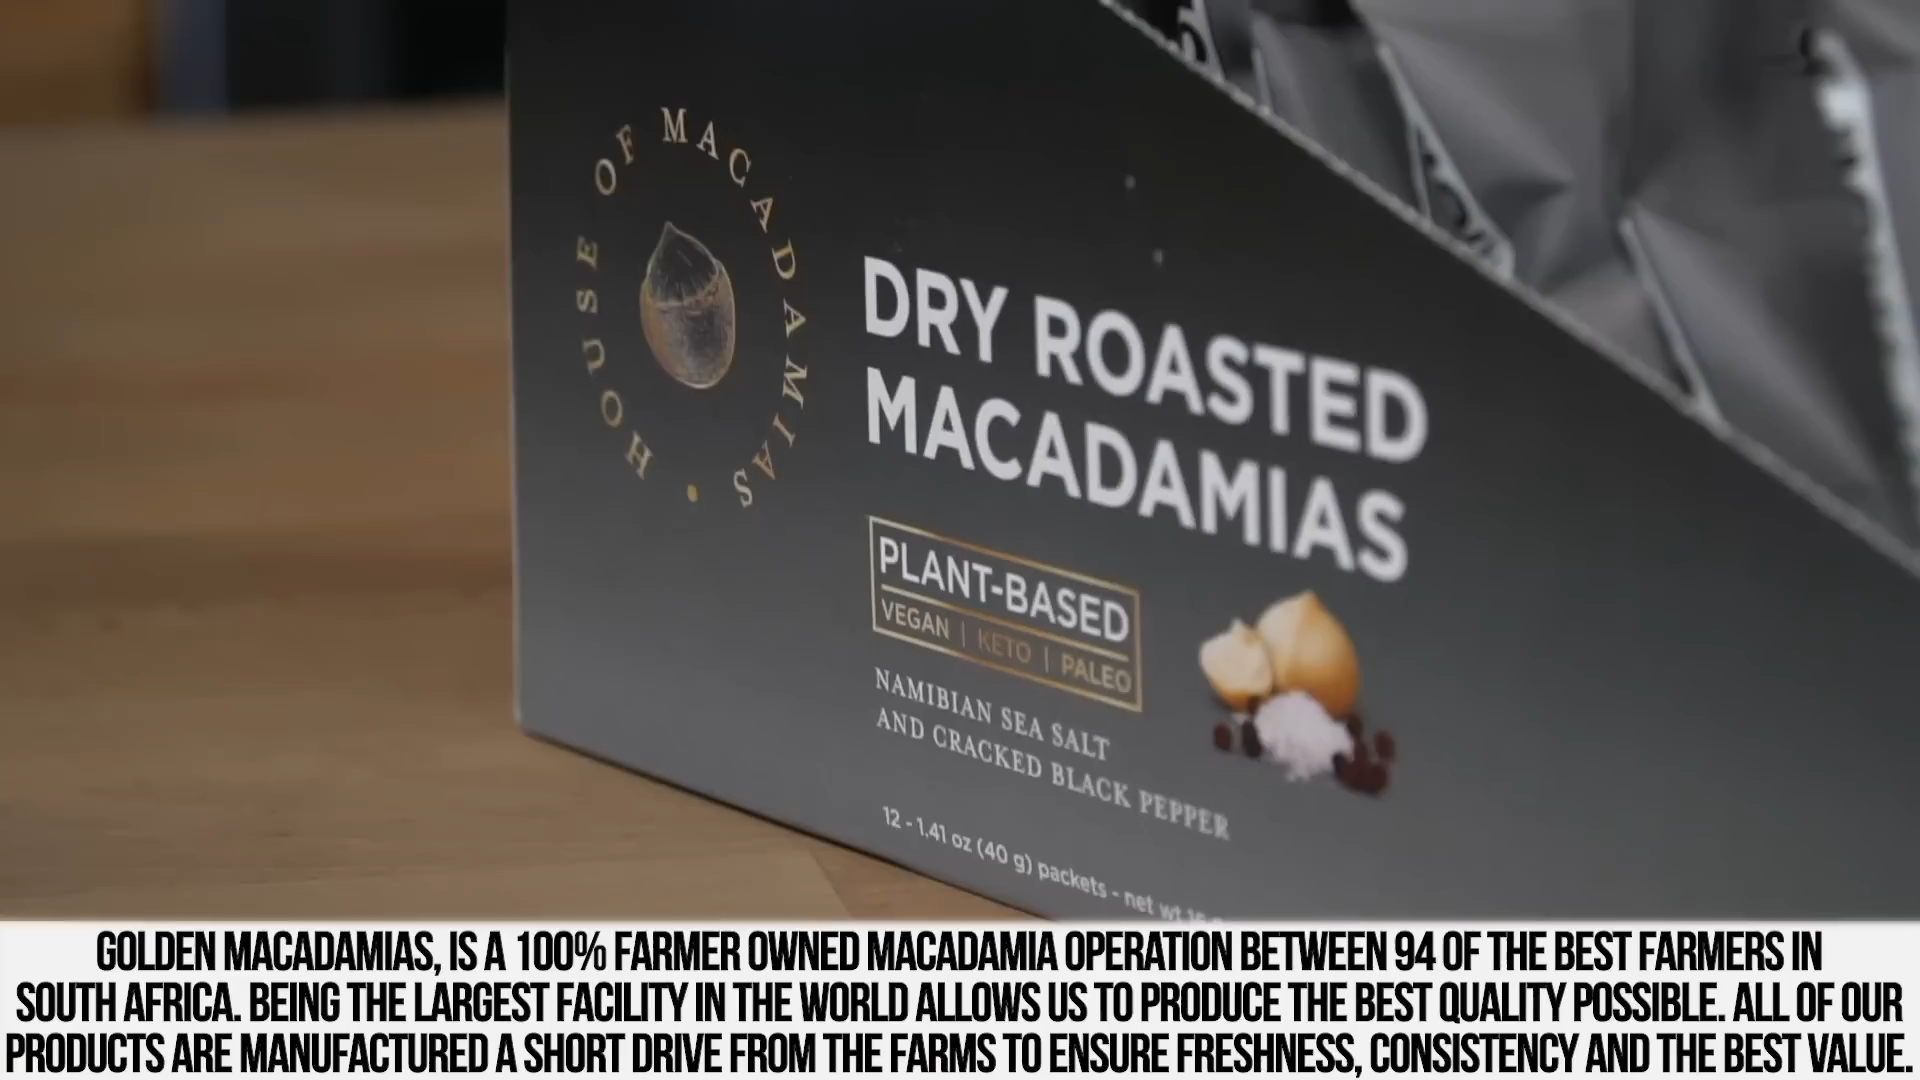 HOUSE OF MACADAMIAS
DRY ROASTED
MACADAMIAS
PLANT-BASED
VEGAN | KETO | PALEO
NAMIBIAN SEA SALT
AND CRACKED BLACK PEPPER
12 - 1.41 oz (40 g) packets - net wt
GOLDEN MACADAMIAS, IS A 100% FARMER OWNED MACADAMIA OPERATION BETWEEN 94 OF THE BEST FARMERS IN
SOUTH AFRICA. BEING THE LARGEST FACILITY IN THE WORLD ALLOWS US TO PRODUCE THE BEST QUALITY POSSIBLE. ALL OF OUR
PRODUCTS ARE MANUFACTURED A SHORT DRIVE FROM THE FARMS TO ENSURE FRESHNESS, CONSISTENCY AND THE BEST VALUE.